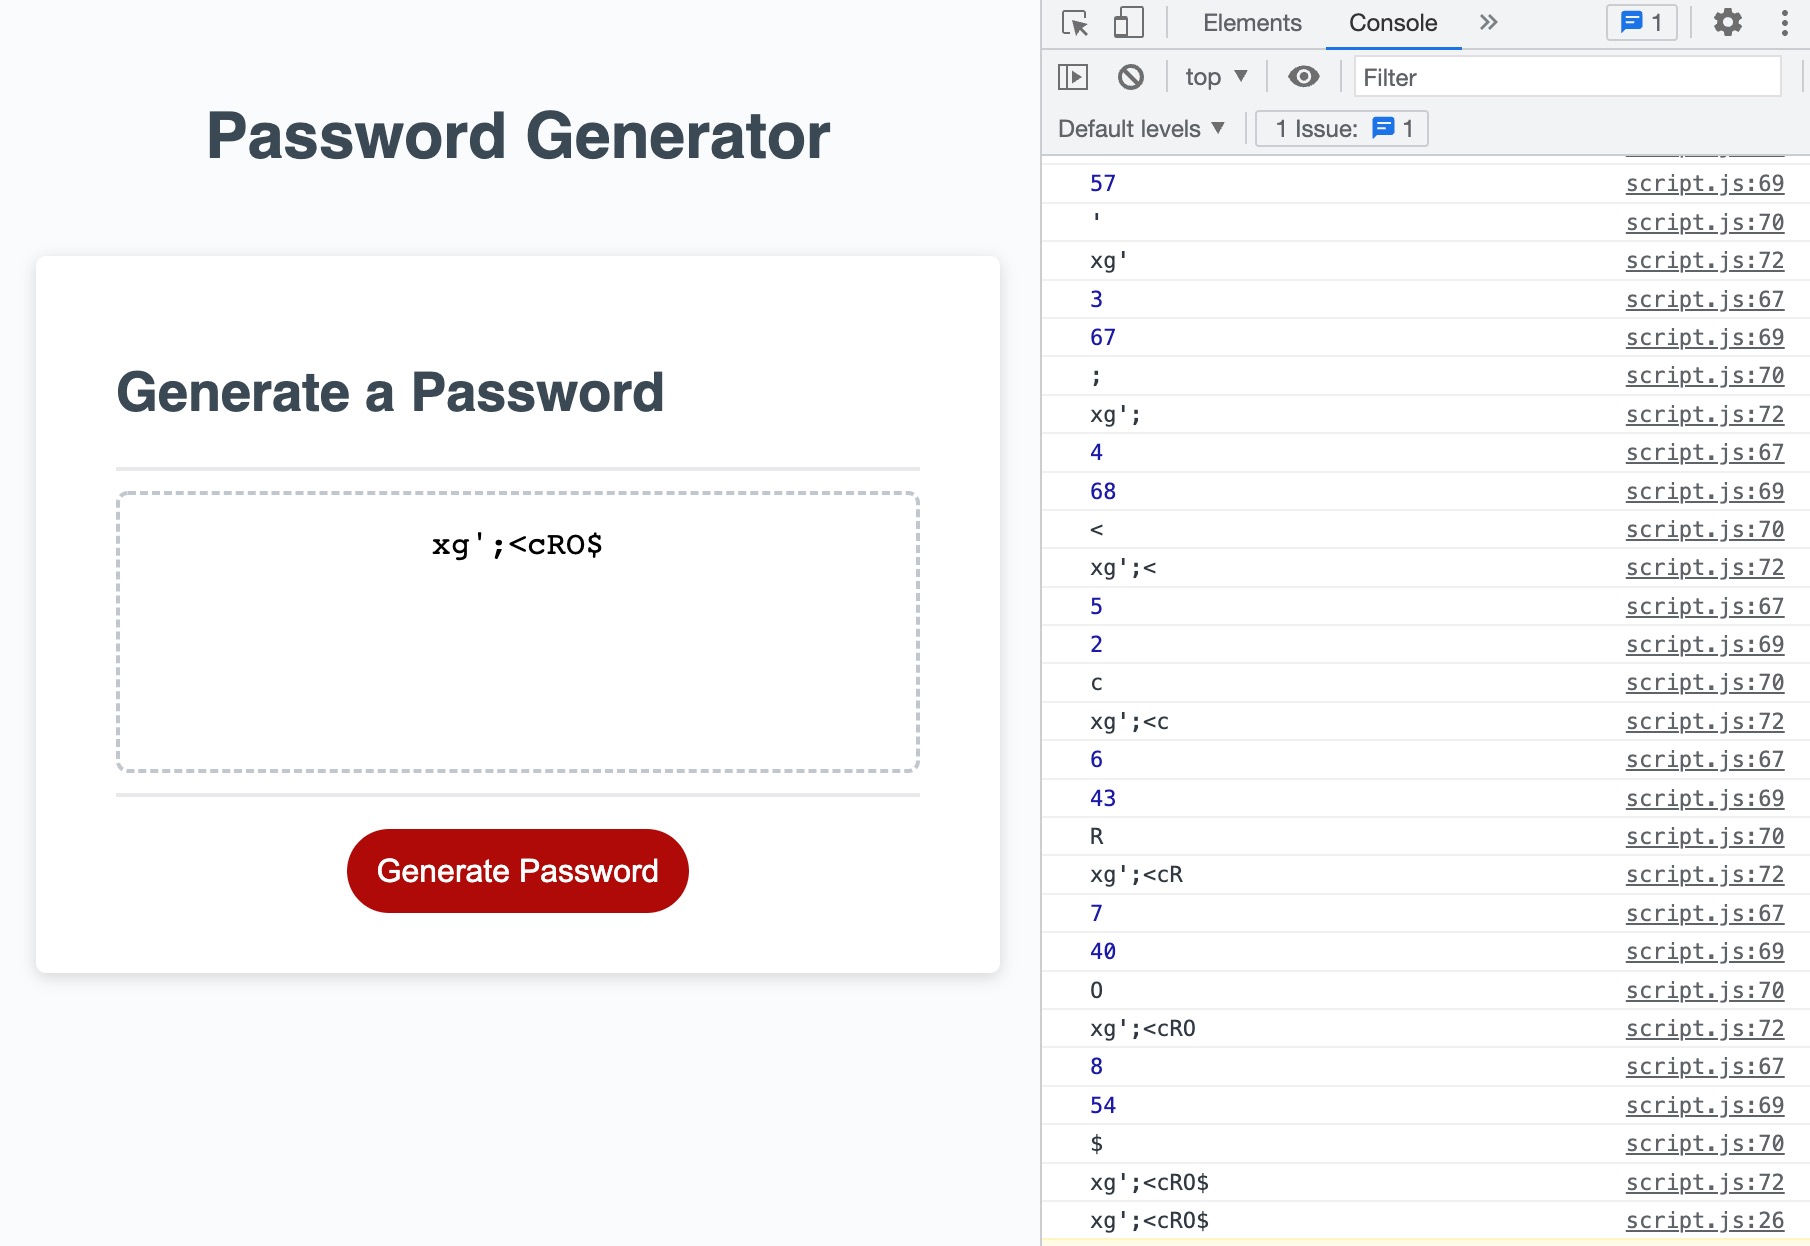 Password Generator
Generate a Password
xg';<cRO$
Generate Password
Elements Console » 1
top ▼ Filter
Default levels ▼ 1 Issue: 1
57 script.js:69
' script.js:70
xg' script.js:72
3 script.js:67
67 script.js:69
; script.js:70
xg'; script.js:72
4 script.js:67
68 script.js:69
< script.js:70
xg';< script.js:72
5 script.js:67
2 script.js:69
c script.js:70
xg';<c script.js:72
6 script.js:67
43 script.js:69
R script.js:70
xg';<cR script.js:72
7 script.js:67
40 script.js:69
O script.js:70
xg';<cRO script.js:72
8 script.js:67
54 script.js:69
$ script.js:70
xg';<cRO$ script.js:72
xg';<cRO$ script.js:26